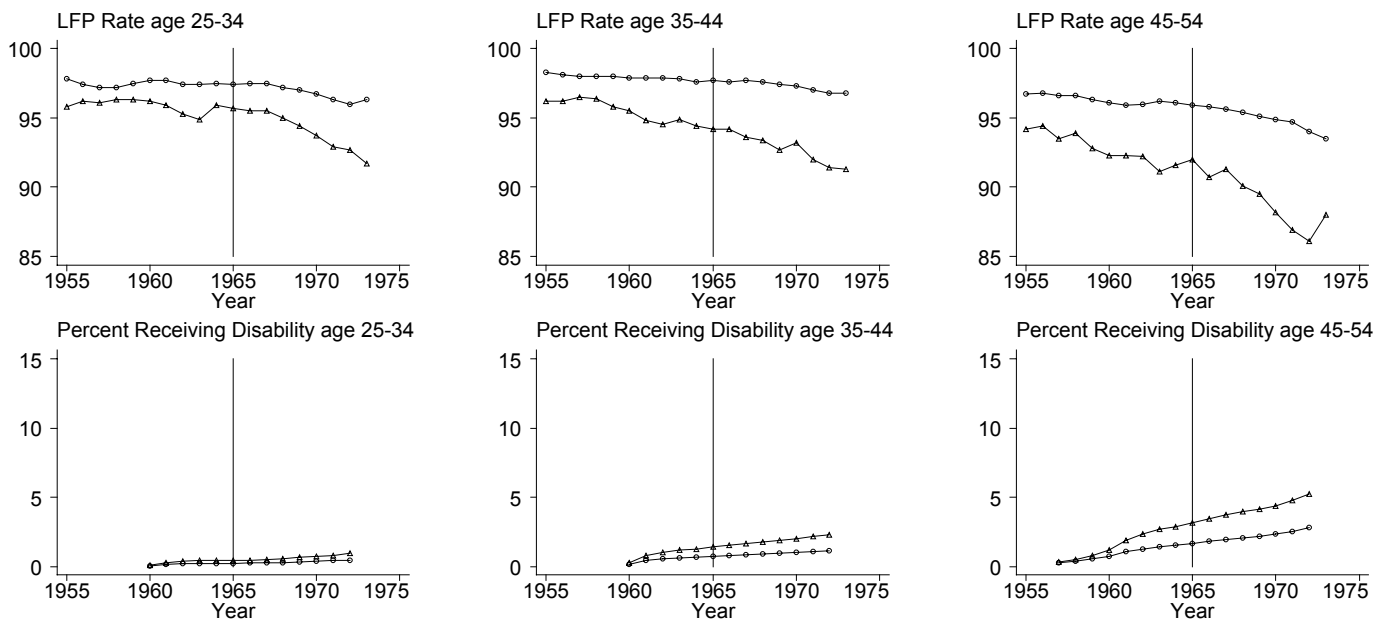 LFP Rate age 25-34
100
95
90
85
1955 1960 1965 1970 1975
Year
LFP Rate age 35-44
100
95
90
85
1955 1960 1965 1970 1975
Year
LFP Rate age 45-54
100
95
90
85
1955 1960 1965 1970 1975
Year
Percent Receiving Disability age 25-34
15
10
5
0
1955 1960 1965 1970 1975
Year
Percent Receiving Disability age 35-44
15
10
5
0
1955 1960 1965 1970 1975
Year
Percent Receiving Disability age 45-54
15
10
5
0
1955 1960 1965 1970 1975
Year